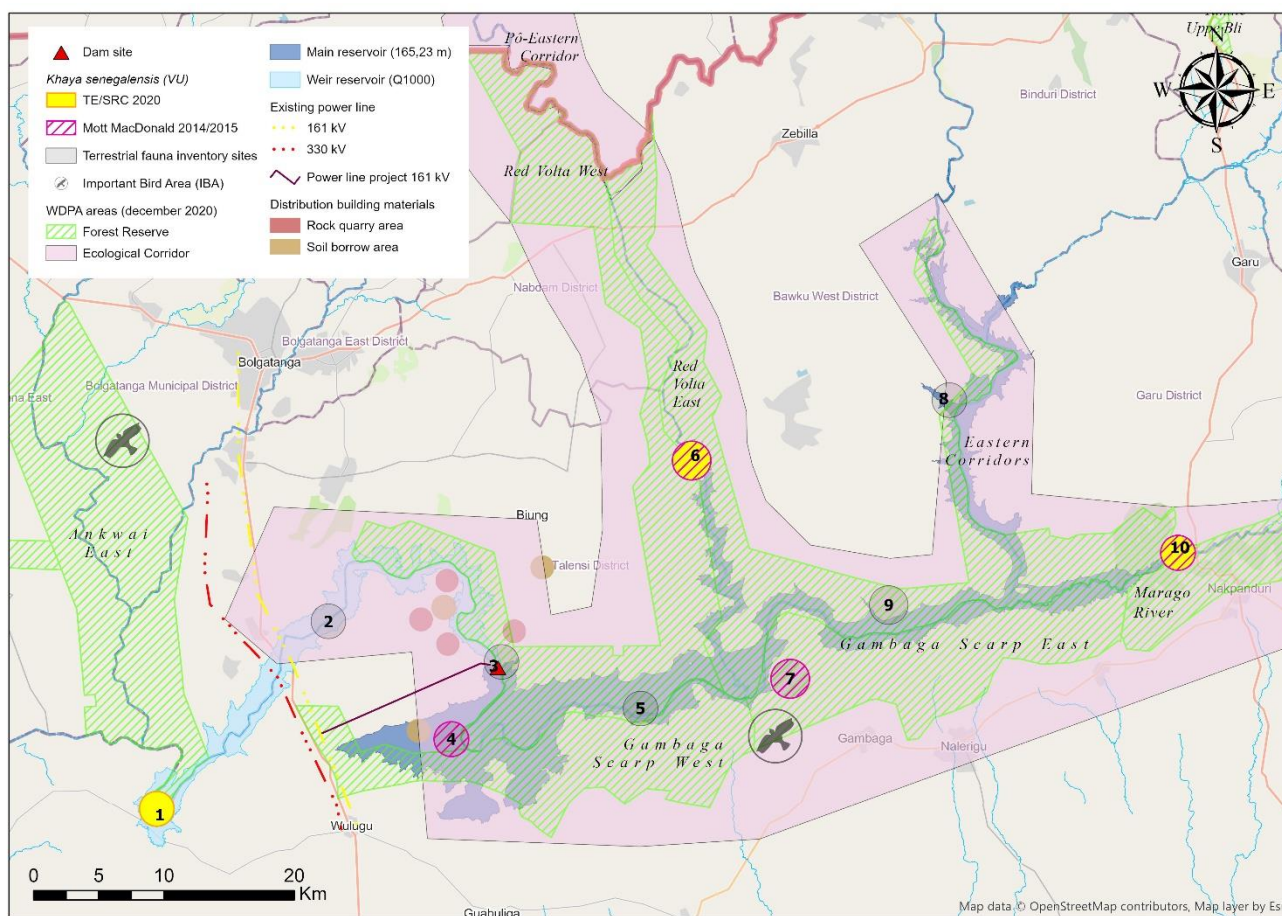 Dam site
Khaya senegalensis (VU)
TE/SRC 2020
Mott MacDonald 2014/2015
Terrestrial fauna inventory sites
Important Bird Area (IBA)
WDPA areas (december 2020)
Forest Reserve
Ecological Corridor
Main reservoir (165,23 m)
Weir reservoir (Q1000)
Existing power line
161 kV
330 kV
Power line project 161 kV
Distribution building materials
Rock quarry area
Soil borrow area
Pô-Eastern
Corridor
Upper Bli
N
W
E
S
Binduri District
Zebilla
Red Volta West
Garu
Nabdam District
Bawku West District
Bolgatanga East District
Bolgatanga
Bolgatanga Municipal District
East
Red
Volta
East
Garu District
8
6
Eastern
Corridors
Biung
Ankwai
East
Talensi District
10
Nakpanduri
Marago
River
2
9
Gambaga Scarp East
3
7
5
4
Gambaga
Scarp West
Gambaga
Nalerigu
1
Wulugu
0 5 10 20
Km
Guabuliga
Map data © OpenStreetMap contributors, Map layer by Es